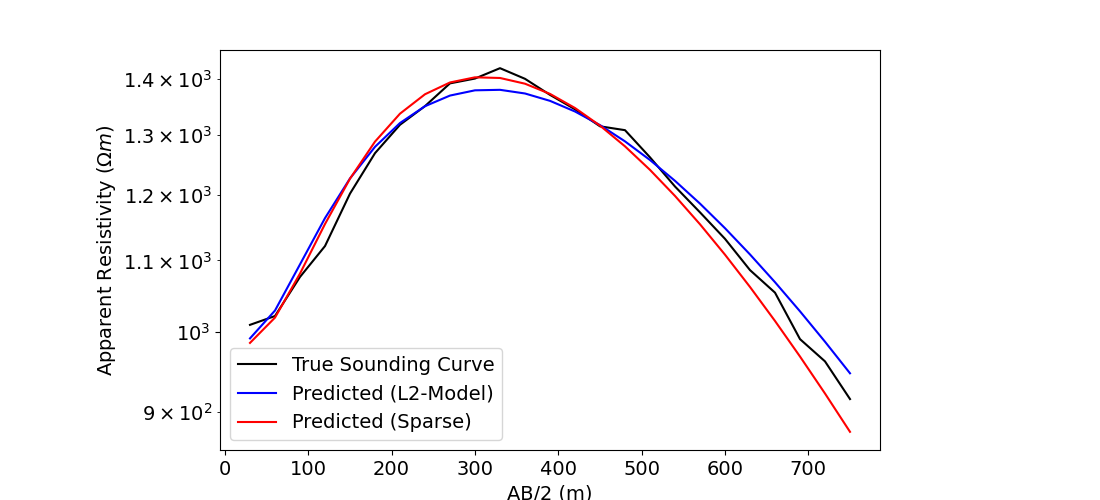 1.4 × 10³
1.3 × 10³
1.2 × 10³
1.1 × 10³
10³
9 × 10²
Apparent Resistivity (Ωm)
True Sounding Curve
Predicted (L2-Model)
Predicted (Sparse)
0 100 200 300 400 500 600 700
AB/2 (m)